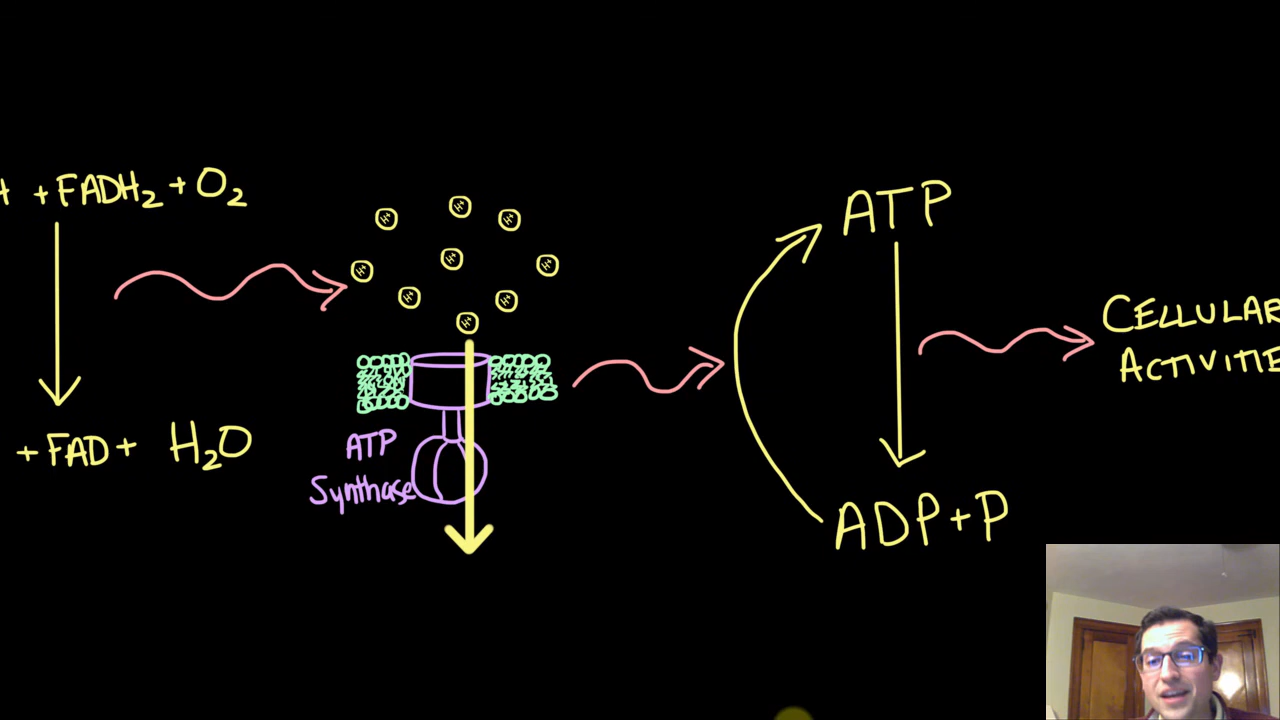 H + FADH₂ + O₂
+ FAD + H₂O
H⁺
H⁺
H⁺
H⁺
H⁺
H⁺
H⁺
H⁺
H⁺
ATP
Synthase
ATP
ADP + P
CELLULAR
ACTIVITIE